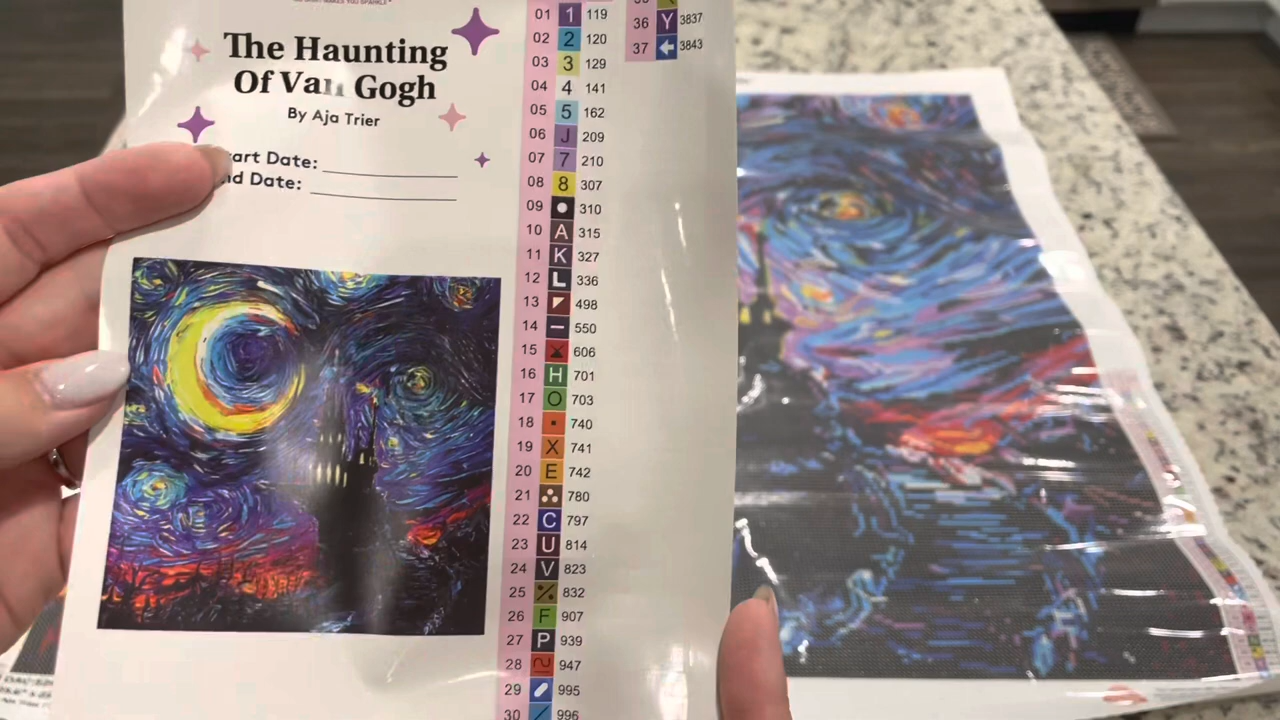 The Haunting
Of Van Gogh
By Aja Trier
art Date:
nd Date:
01 1 119
02 2 120
03 3 129
04 4 141
05 5 162
06 J 209
07 7 210
08 8 307
09 310
10 A 315
11 K 327
12 L 336
13 498
14 550
15 606
16 H 701
17 O 703
18 740
19 X 741
20 E 742
21 780
22 C 797
23 U 814
24 V 823
25 832
26 F 907
27 P 939
28 947
29 995
30 996
36 Y 3837
37 3843